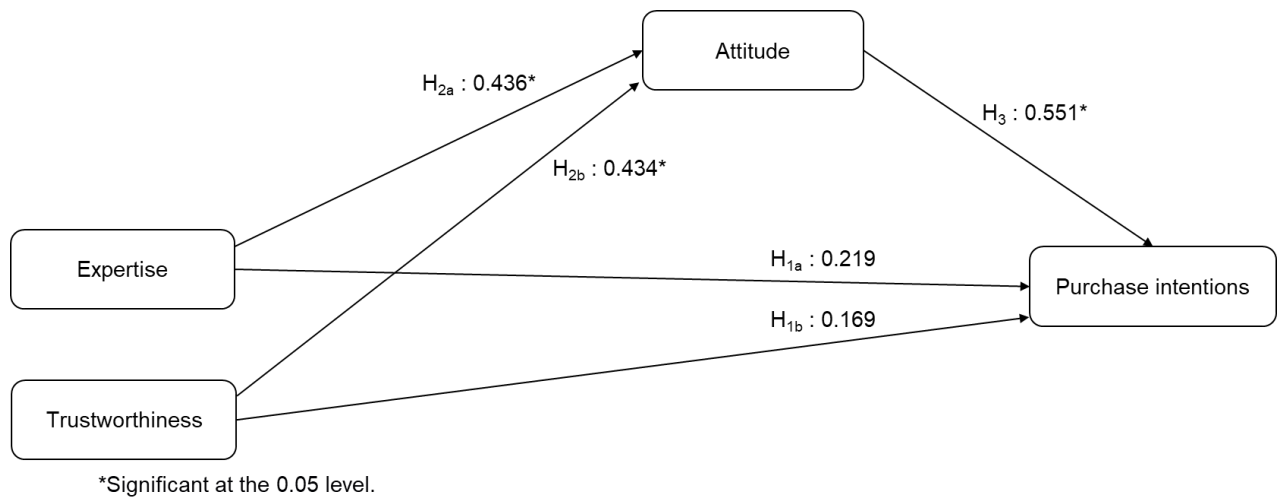 Attitude
H2a : 0.436*
H3 : 0.551*
H2b : 0.434*
Expertise
H1a : 0.219
Purchase intentions
H1b : 0.169
Trustworthiness
*Significant at the 0.05 level.